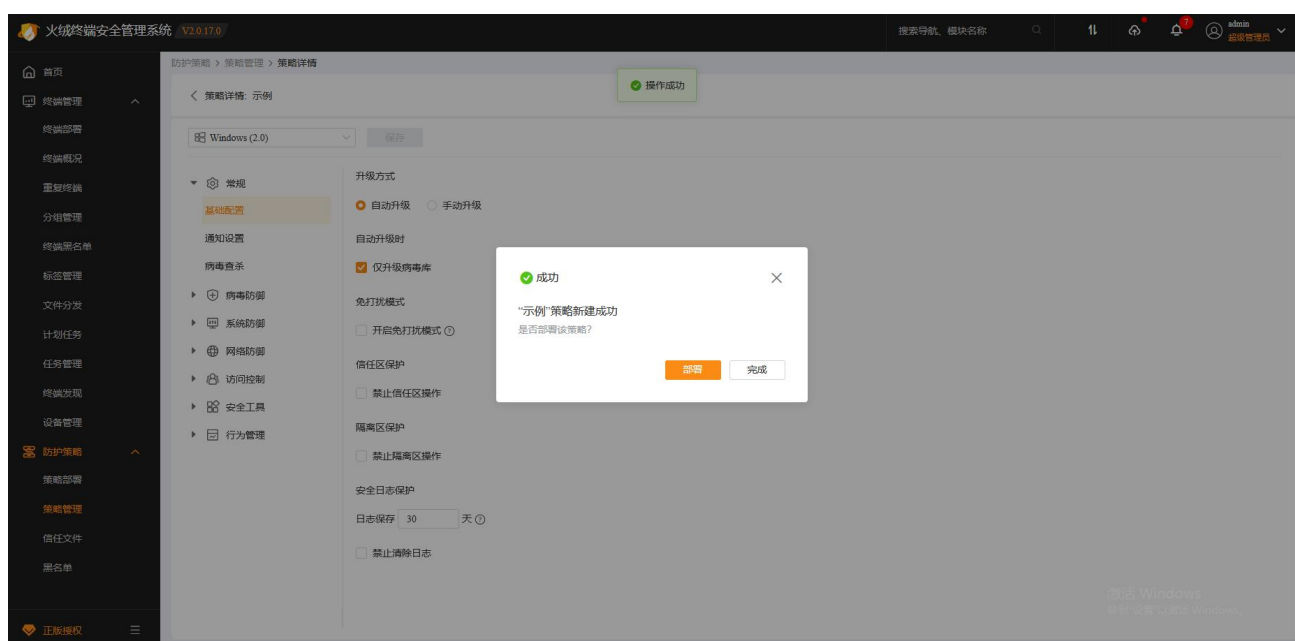 火绒终端安全管理系统 V2.0.17.0
搜索导航、模块名称
7
admin
超级管理员
首页
终端管理
终端部署
终端概况
重复终端
分组管理
终端黑名单
标签管理
文件分发
计划任务
任务管理
终端发现
设备管理
防护策略
策略部署
策略管理
信任文件
黑名单
正版授权
防护策略 > 策略管理 > 策略详情
操作成功
策略详情: 示例
Windows (2.0)
保存
常规
基础配置
通知设置
病毒查杀
病毒防御
系统防御
网络防御
访问控制
安全工具
行为管理
升级方式
自动升级 手动升级
自动升级时
仅升级病毒库
免打扰模式
开启免打扰模式
信任区保护
禁止信任区操作
隔离区保护
禁止隔离区操作
安全日志保护
日志保存 30 天
禁止清除日志
成功
“示例”策略新建成功
是否部署该策略?
部署 完成
激活 Windows
转到“设置”以激活 Windows。